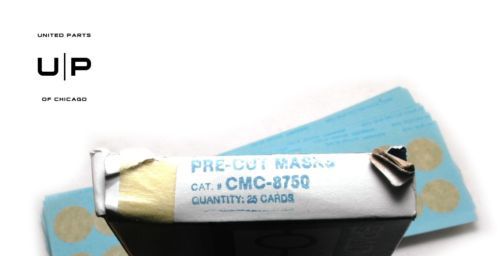 UNITED PARTS
U|P
OF CHICAGO
PRE-CUT MASKS
CAT. # CMC-8750
QUANTITY: 25 CARDS